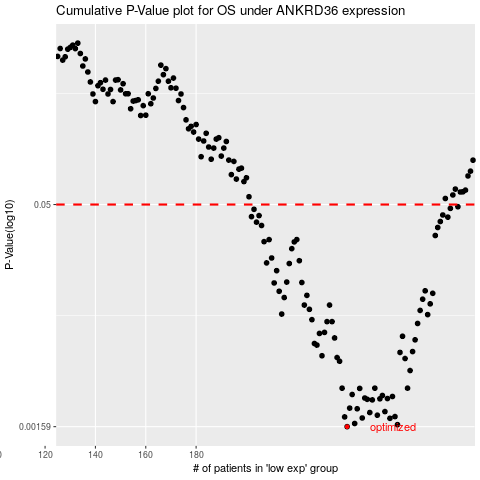 Cumulative P-Value plot for OS under ANKRD36 expression
P-Value(log10)
0.05
0.00159
optimized
0 120 140 160 180
# of patients in 'low exp' group